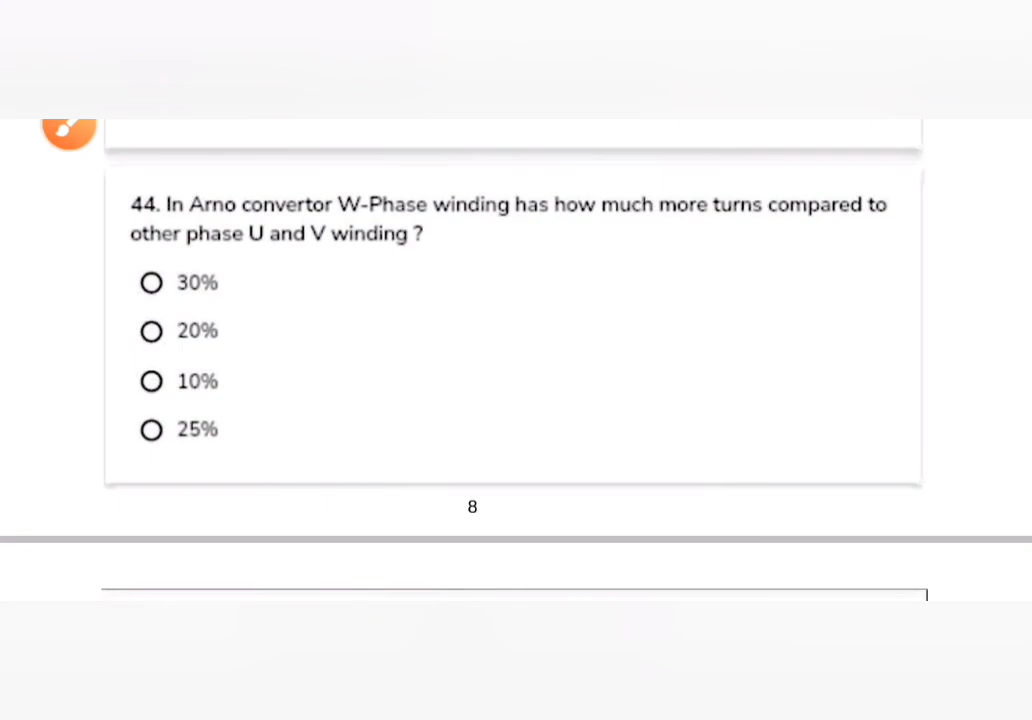 44. In Arno convertor W-Phase winding has how much more turns compared to
other phase U and V winding ?
30%
20%
10%
25%
8